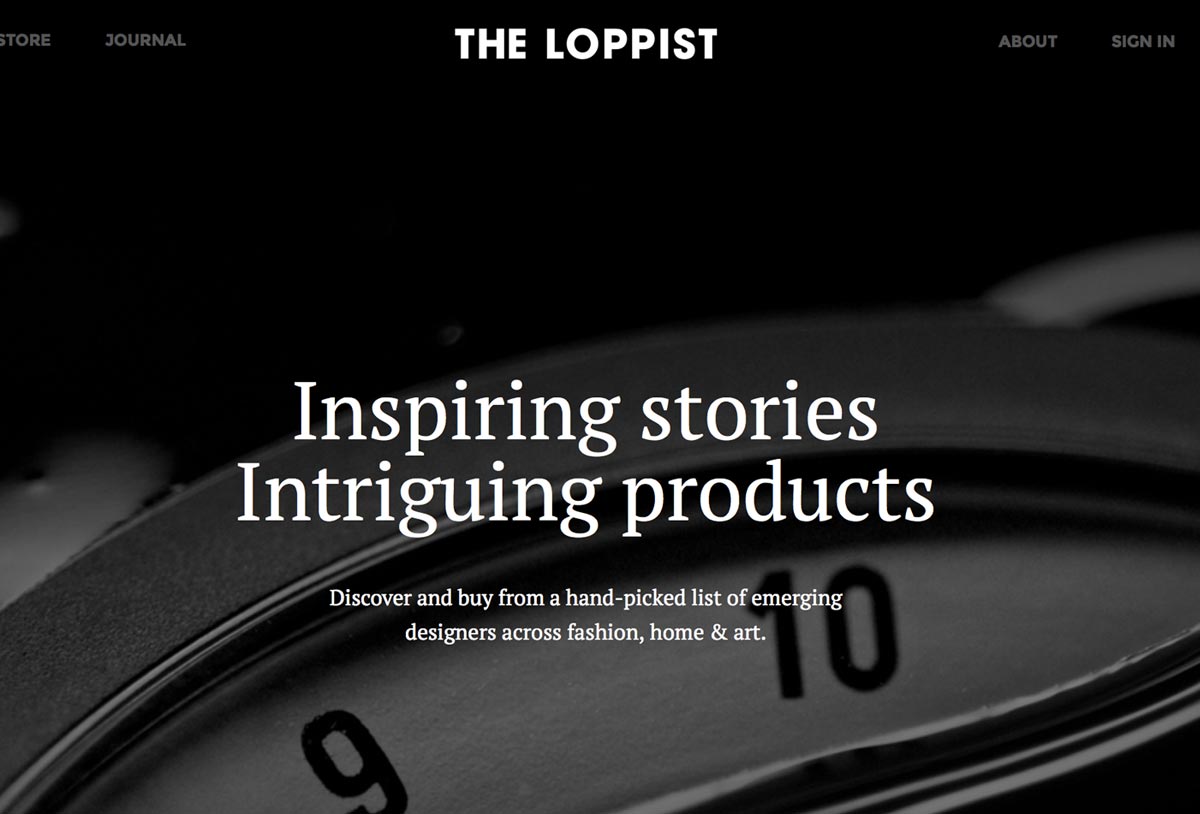 STORE
JOURNAL
THE LOPPIST
ABOUT
SIGN IN
Inspiring stories
Intriguing products
Discover and buy from a hand-picked list of emerging
designers across fashion, home & art.
10
9